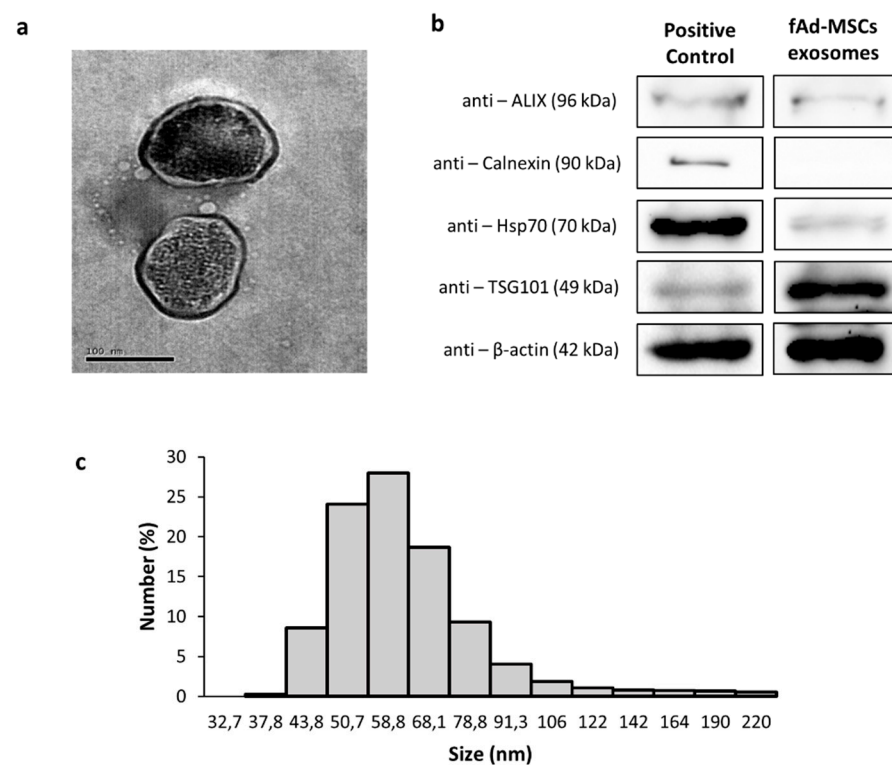 a
100 nm
b
Positive
Control
fAd-MSCs
exosomes
anti – ALIX (96 kDa)
anti – Calnexin (90 kDa)
anti – Hsp70 (70 kDa)
anti – TSG101 (49 kDa)
anti – β-actin (42 kDa)
c
Number (%)
30
25
20
15
10
5
0
32,7 37,8 43,8 50,7 58,8 68,1 78,8 91,3 106 122 142 164 190 220
Size (nm)